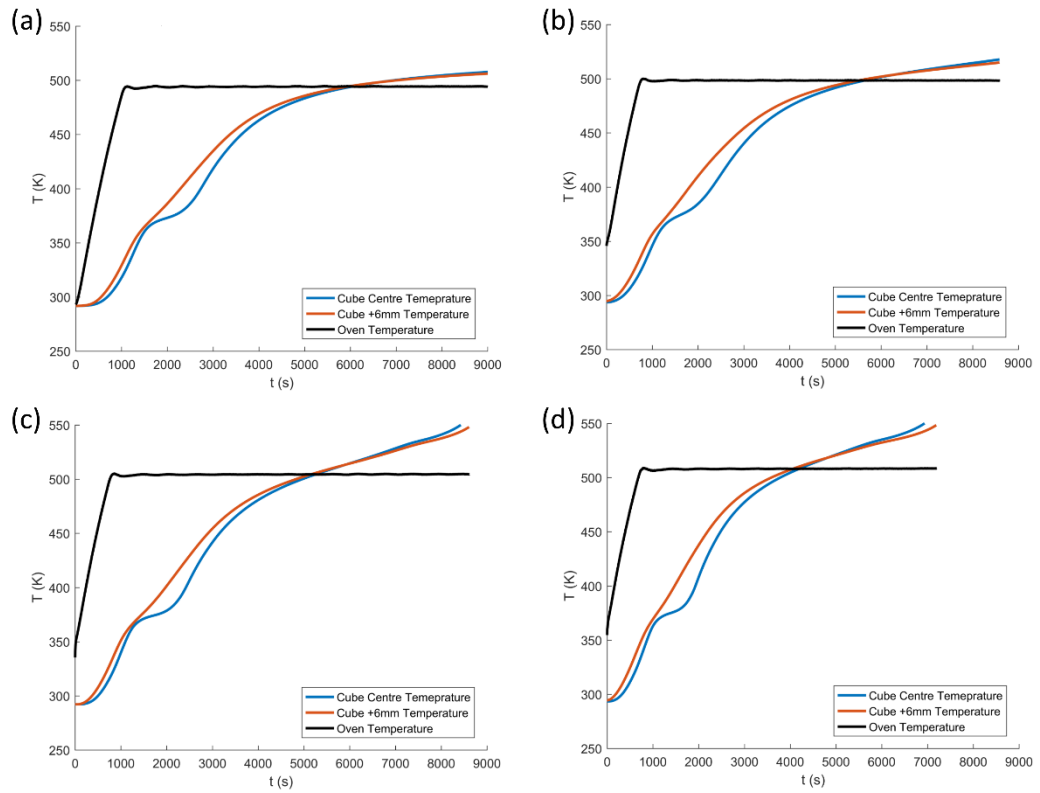 (a)
550
500
450
400
350
300
250
T (K)
0 1000 2000 3000 4000 5000 6000 7000 8000 9000
t (s)
Cube Centre Temeprature
Cube +6mm Temperature
Oven Temperature
(b)
550
500
450
400
350
300
250
T (K)
0 1000 2000 3000 4000 5000 6000 7000 8000 9000
t (s)
Cube Centre Temeprature
Cube +6mm Temperature
Oven Temperature
(c)
550
500
450
400
350
300
250
T (K)
0 1000 2000 3000 4000 5000 6000 7000 8000 9000
t (s)
Cube Centre Temeprature
Cube +6mm Temperature
Oven Temperature
(d)
550
500
450
400
350
300
250
T (K)
0 1000 2000 3000 4000 5000 6000 7000 8000 9000
t (s)
Cube Centre Temeprature
Cube +6mm Temperature
Oven Temperature